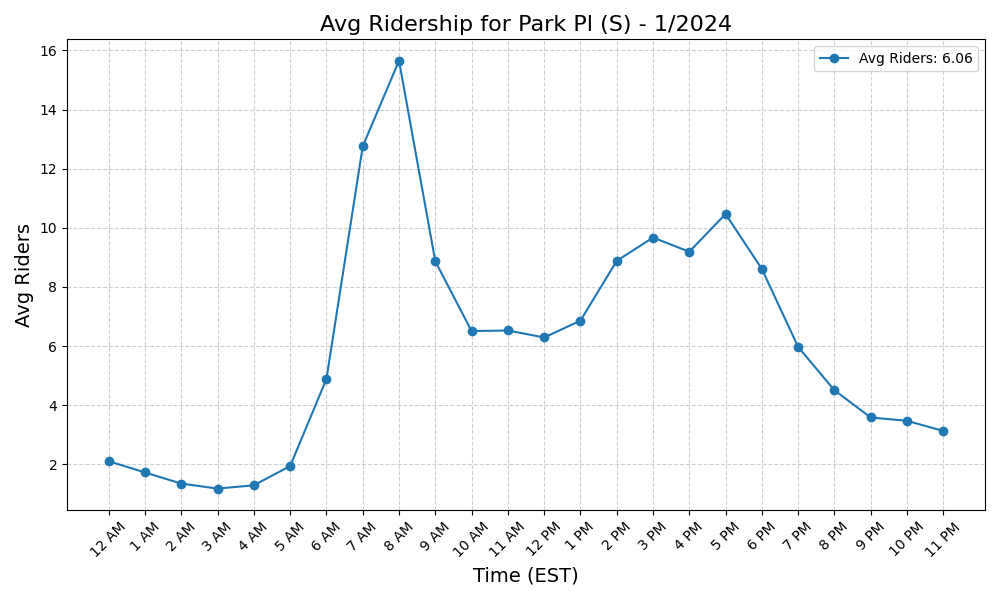 Avg Ridership for Park Pl (S) - 1/2024
Avg Riders: 6.06
Avg Riders
16
14
12
10
8
6
4
2
12 AM
1 AM
2 AM
3 AM
4 AM
5 AM
6 AM
7 AM
8 AM
9 AM
10 AM
11 AM
12 PM
1 PM
2 PM
3 PM
4 PM
5 PM
6 PM
7 PM
8 PM
9 PM
10 PM
11 PM
Time (EST)